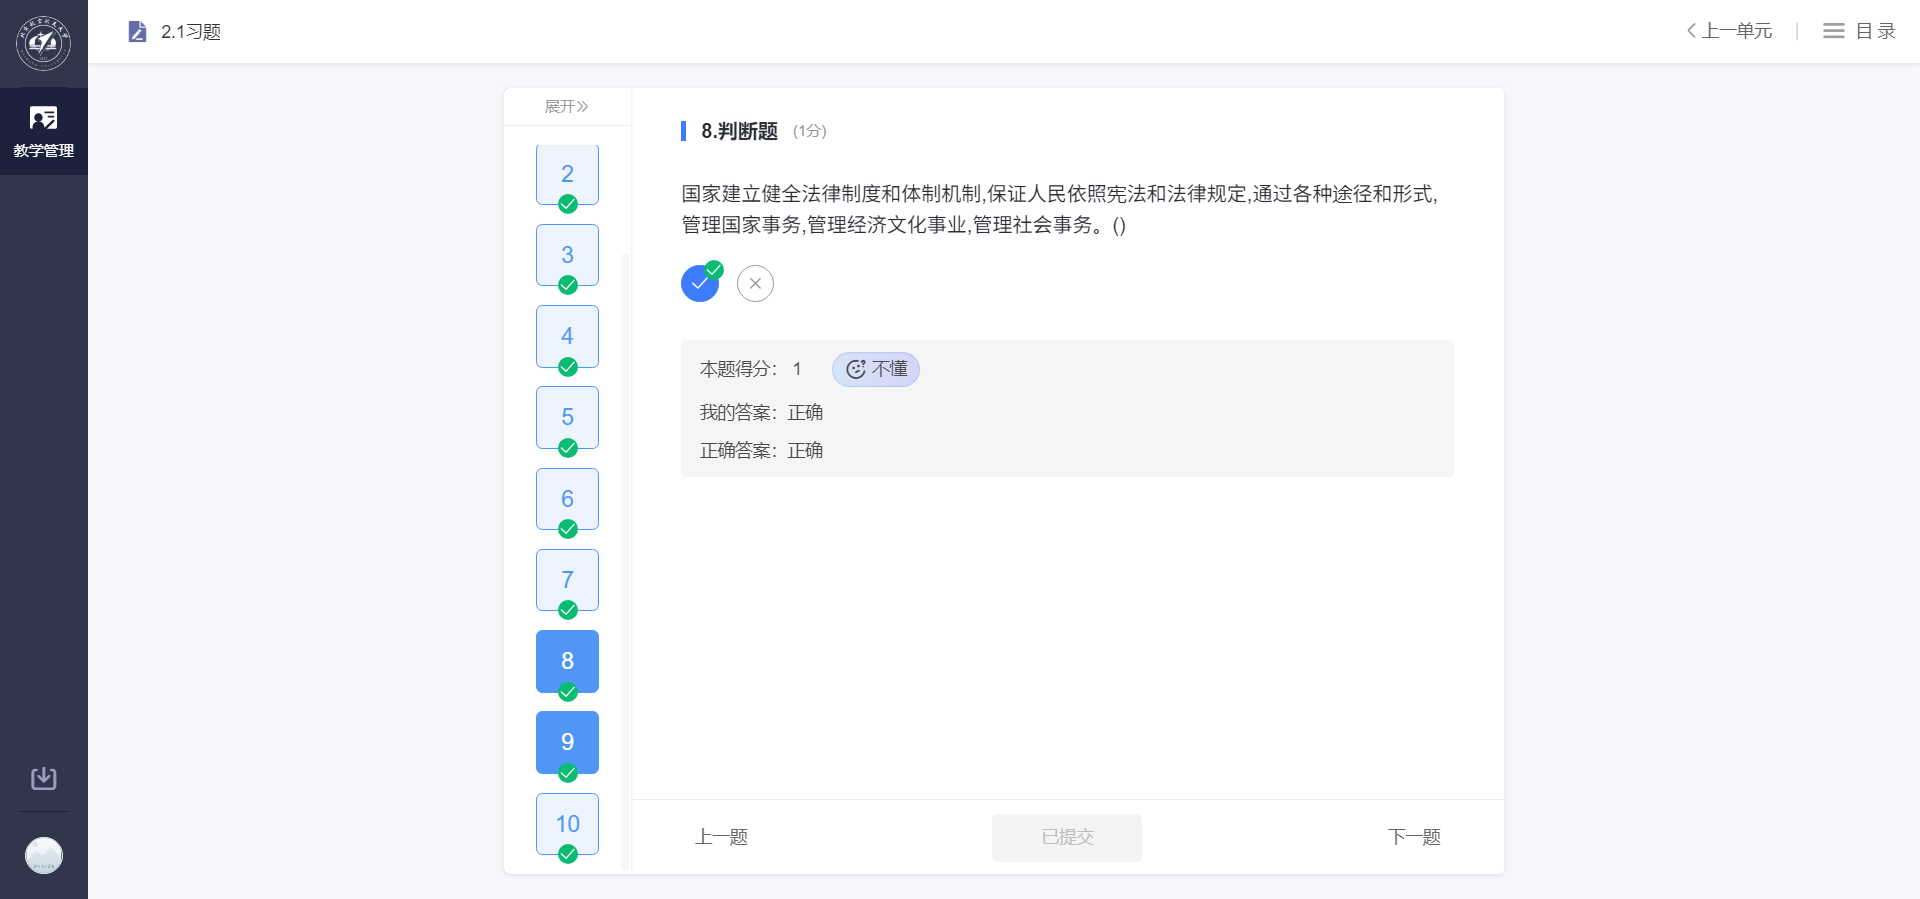 2.1习题
上一单元
目录
教学管理
展开
2
3
4
5
6
7
8
9
10
8.判断题 (1分)
国家建立健全法律制度和体制机制,保证人民依照宪法和法律规定,通过各种途径和形式,
管理国家事务,管理经济文化事业,管理社会事务。()
本题得分： 1 不懂
我的答案：正确
正确答案：正确
上一题
已提交
下一题